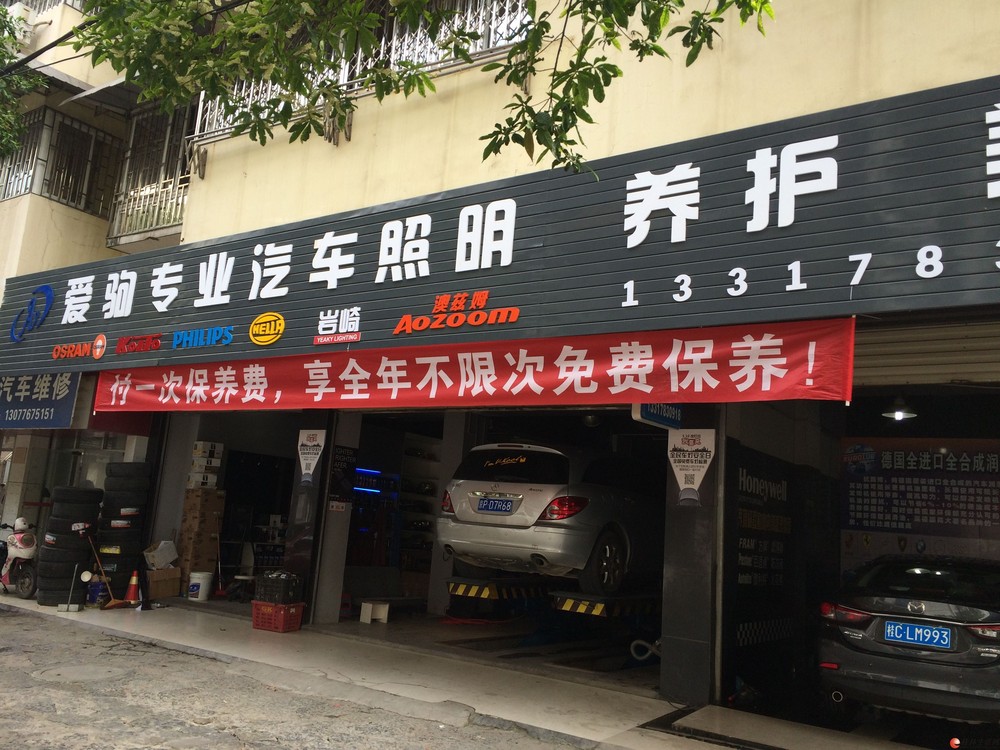 爱驹专业汽车照明 养护
1331783
OSRAM
PHILIPS
HELLA
岩崎
YEAKY LIGHTING
澳兹姆
AOZOOM
付一次保养费，享全年不限次免费保养！
汽车维修
13077675151
13317830918
Honeywell
FRAM
德国全进口全合成润
桂C·LM993